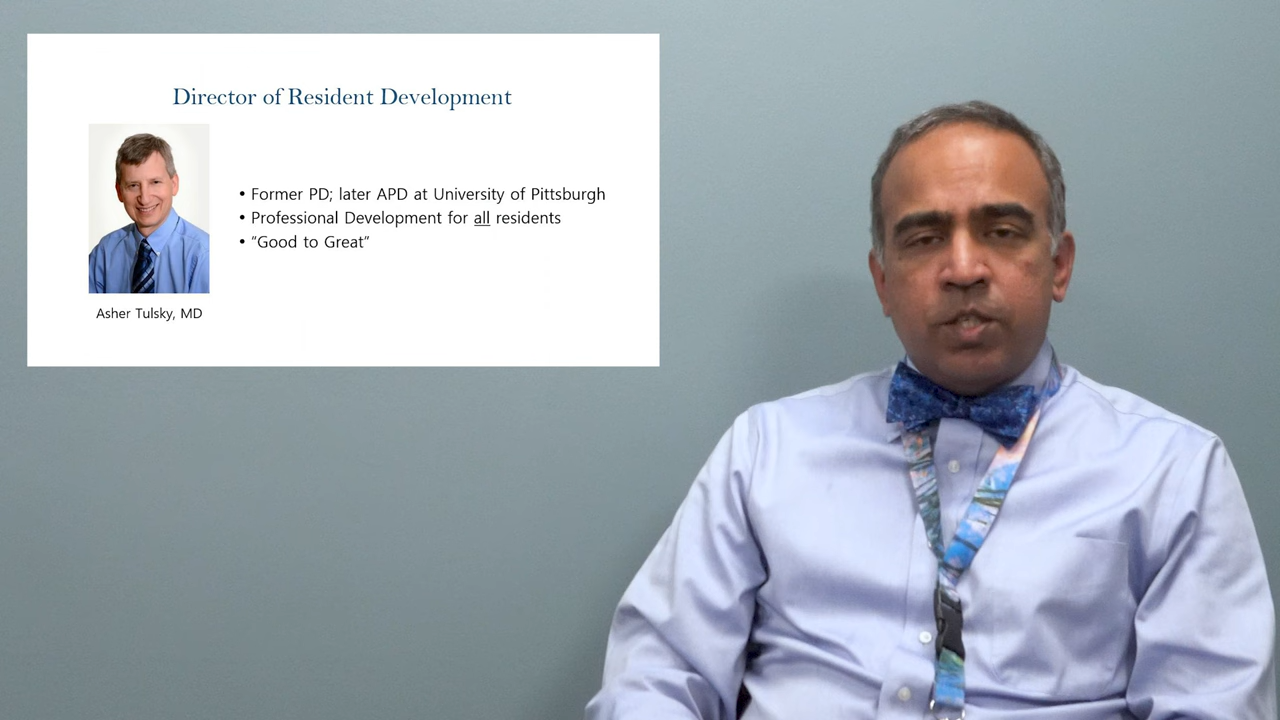 Director of Resident Development
• Former PD; later APD at University of Pittsburgh
• Professional Development for all residents
• “Good to Great”
Asher Tulsky, MD